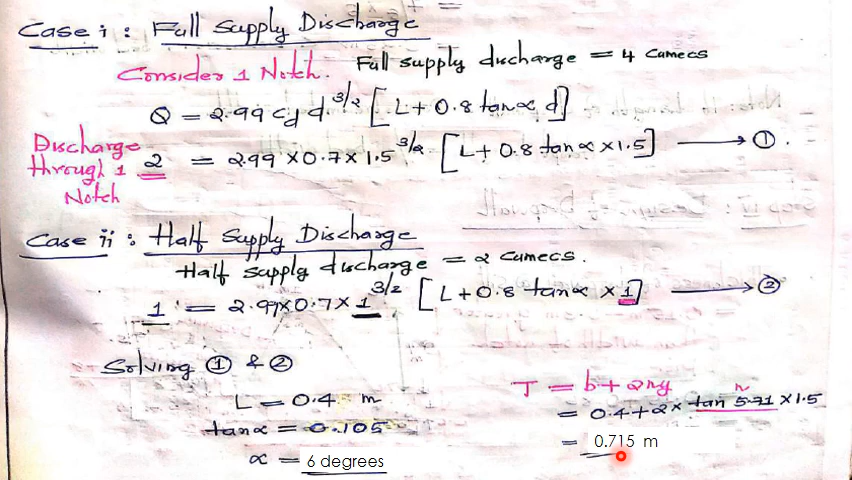 Case i : Full Supply Discharge
Full supply discharge = 4 cumecs
Consider 1 Notch.
Q = 2.99 Cd d^3/2 [L + 0.8 tan∝ d]
Discharge through 1 Notch
2 = 2.99 × 0.7 × 1.5^3/2 [L + 0.8 tan∝ × 1.5] → ①.
Case ii : Half Supply Discharge
Half supply discharge = 2 cumecs.
1 = 2.99×0.7×1^3/2 [L + 0.8 tan∝ × 1] → ②
Solving ① & ②
L = 0.4 m
tan∝ = 0.105
∝ = 6 degrees
T = b + 2ny
n
= 0.4 + 2 × tan 5.71 × 1.5
= 0.715 m